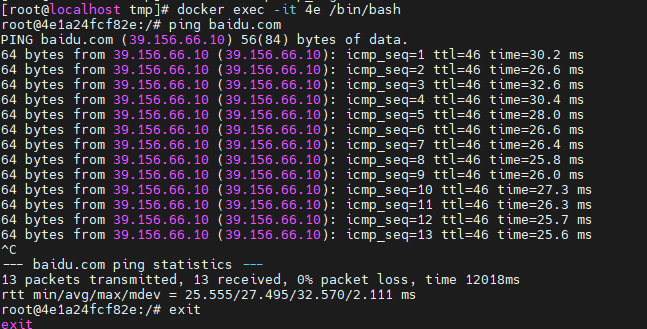 [root@localhost tmp]# docker exec -it 4e /bin/bash
root@4e1a24fcf82e:/# ping baidu.com
PING baidu.com (39.156.66.10) 56(84) bytes of data.
64 bytes from 39.156.66.10 (39.156.66.10): icmp_seq=1 ttl=46 time=30.2 ms
64 bytes from 39.156.66.10 (39.156.66.10): icmp_seq=2 ttl=46 time=26.6 ms
64 bytes from 39.156.66.10 (39.156.66.10): icmp_seq=3 ttl=46 time=32.6 ms
64 bytes from 39.156.66.10 (39.156.66.10): icmp_seq=4 ttl=46 time=30.4 ms
64 bytes from 39.156.66.10 (39.156.66.10): icmp_seq=5 ttl=46 time=28.0 ms
64 bytes from 39.156.66.10 (39.156.66.10): icmp_seq=6 ttl=46 time=26.6 ms
64 bytes from 39.156.66.10 (39.156.66.10): icmp_seq=7 ttl=46 time=26.4 ms
64 bytes from 39.156.66.10 (39.156.66.10): icmp_seq=8 ttl=46 time=25.8 ms
64 bytes from 39.156.66.10 (39.156.66.10): icmp_seq=9 ttl=46 time=26.0 ms
64 bytes from 39.156.66.10 (39.156.66.10): icmp_seq=10 ttl=46 time=27.3 ms
64 bytes from 39.156.66.10 (39.156.66.10): icmp_seq=11 ttl=46 time=26.3 ms
64 bytes from 39.156.66.10 (39.156.66.10): icmp_seq=12 ttl=46 time=25.7 ms
64 bytes from 39.156.66.10 (39.156.66.10): icmp_seq=13 ttl=46 time=25.6 ms
^C
--- baidu.com ping statistics ---
13 packets transmitted, 13 received, 0% packet loss, time 12018ms
rtt min/avg/max/mdev = 25.555/27.495/32.570/2.111 ms
root@4e1a24fcf82e:/# exit
exit